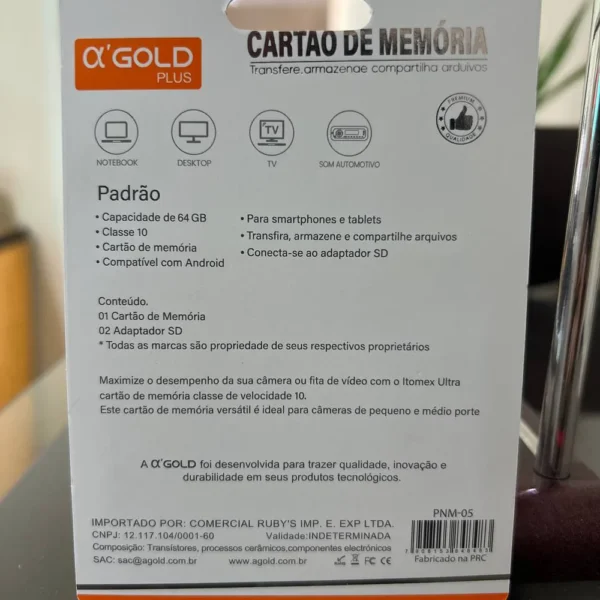 α'GOLD
PLUS
CARTAO DE MEMÓRIA
Transfere.armazenae compartilha arduivos
PREMIUM
QUALIDADE
NOTEBOOK
DESKTOP
TV
TV
SOM AUTOMOTIVO
Padrão
• Capacidade de 64 GB
• Classe 10
• Cartão de memória
• Compatível com Android
• Para smartphones e tablets
• Transfira, armazene e compartilhe arquivos
• Conecta-se ao adaptador SD
Conteúdo.
01 Cartão de Memória
02 Adaptador SD
* Todas as marcas são propriedade de seus respectivos proprietários
Maximize o desempenho da sua câmera ou fita de vídeo com o Itomex Ultra
cartão de memória classe de velocidade 10.
Este cartão de memória versátil é ideal para câmeras de pequeno e médio porte
A α'GOLD foi desenvolvida para trazer qualidade, inovação e
durabilidade em seus produtos tecnológicos.
IMPORTADO POR: COMERCIAL RUBY'S IMP. E. EXP LTDA.
CNPJ: 12.117.104/0001-60 Validade:INDETERMINADA
Composição: Transistores, processos cerâmicos,componentes electrónicos
SAC: sac@agold.com.br www.agold.com.br
FC CE
PNM-05
Fabricado na PRC